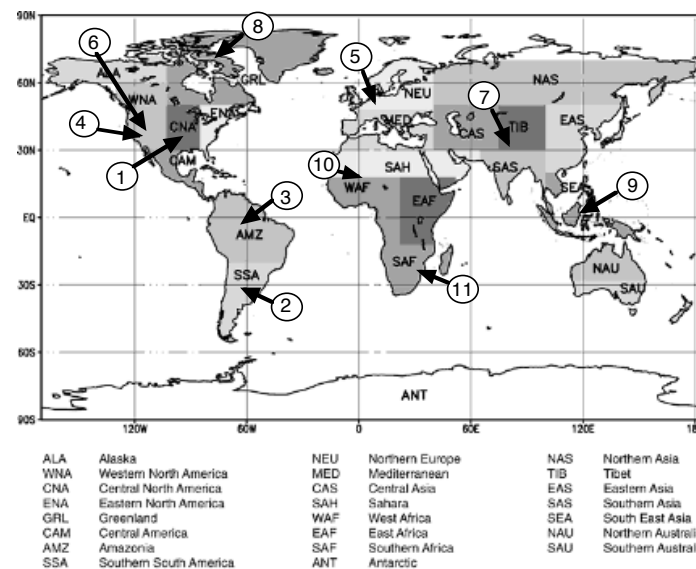 90N
60N
30N
EQ
30S
60S
90S
120W
60W
0
60E
120E
18
8
6
5
7
4
1
10
9
3
2
11
ALA
GRL
NEU
NAS
WNA
ENA
MED
CNA
CAS
TIB
EAS
CAM
SAH
SAS
WAF
EAF
SEA
AMZ
SAF
SSA
NAU
SAU
ANT
ALA Alaska
WNA Western North America
CNA Central North America
ENA Eastern North America
GRL Greenland
CAM Central America
AMZ Amazonia
SSA Southern South America
NEU Northern Europe
MED Mediterranean
CAS Central Asia
SAH Sahara
WAF West Africa
EAF East Africa
SAF Southern Africa
ANT Antarctic
NAS Northern Asia
TIB Tibet
EAS Eastern Asia
SAS Southern Asia
SEA South East Asia
NAU Northern Australi
SAU Southern Austral